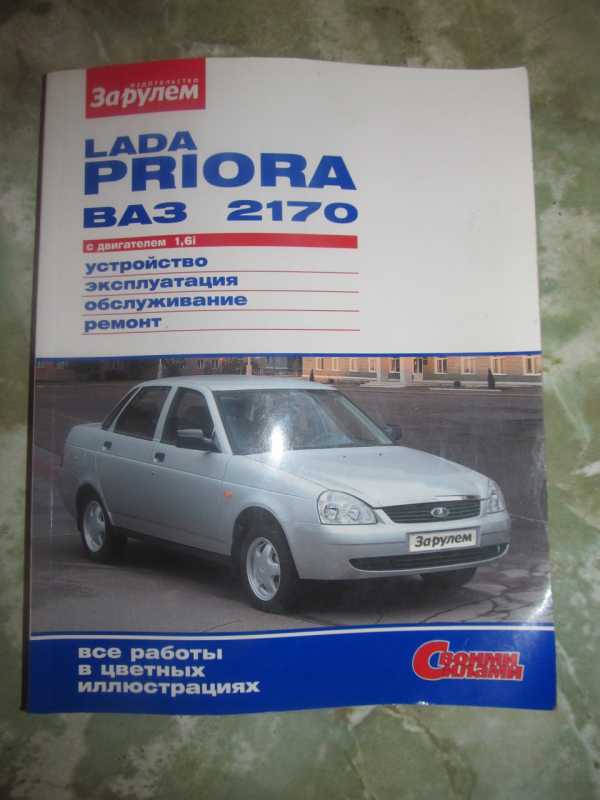 издательство
За рулем
LADA
PRIORA
ВАЗ 2170
с двигателем 1,6i
устройство
эксплуатация
обслуживание
ремонт
За рулем
все работы
в цветных
иллюстрациях
Своими
силами